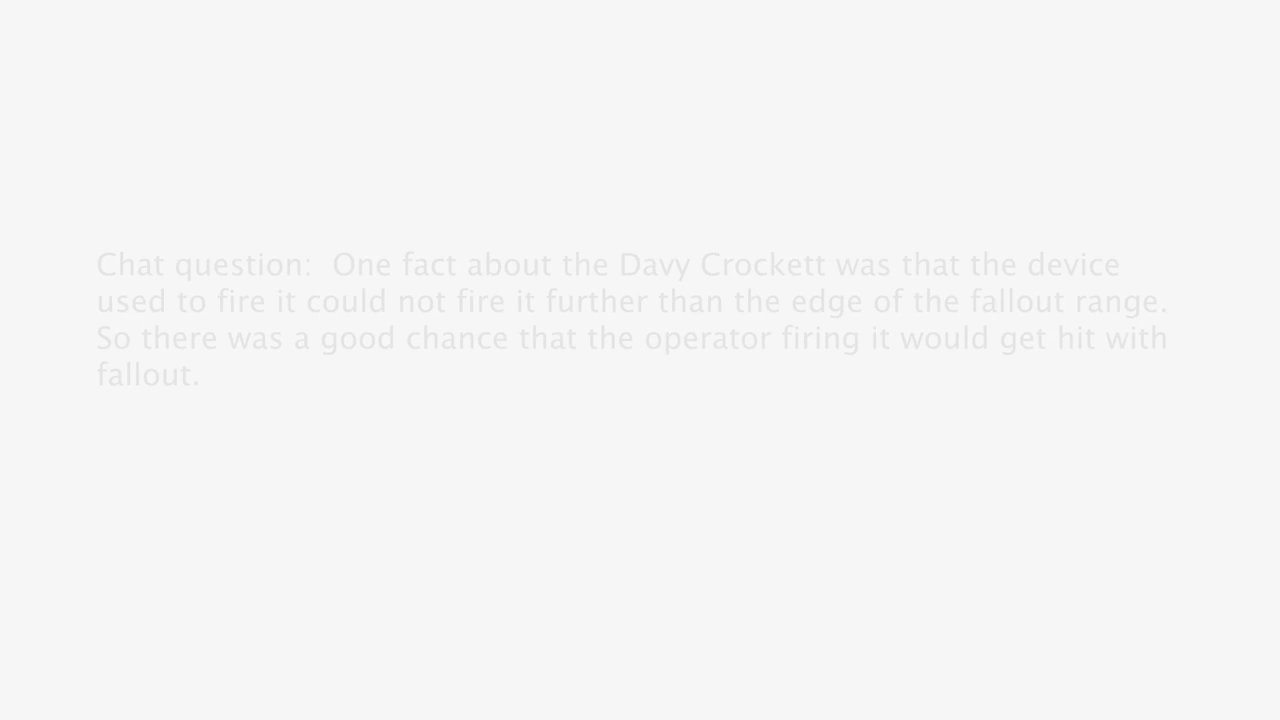 Chat question:  One fact about the Davy Crockett was that the device
used to fire it could not fire it further than the edge of the fallout range.
So there was a good chance that the operator firing it would get hit with
fallout.